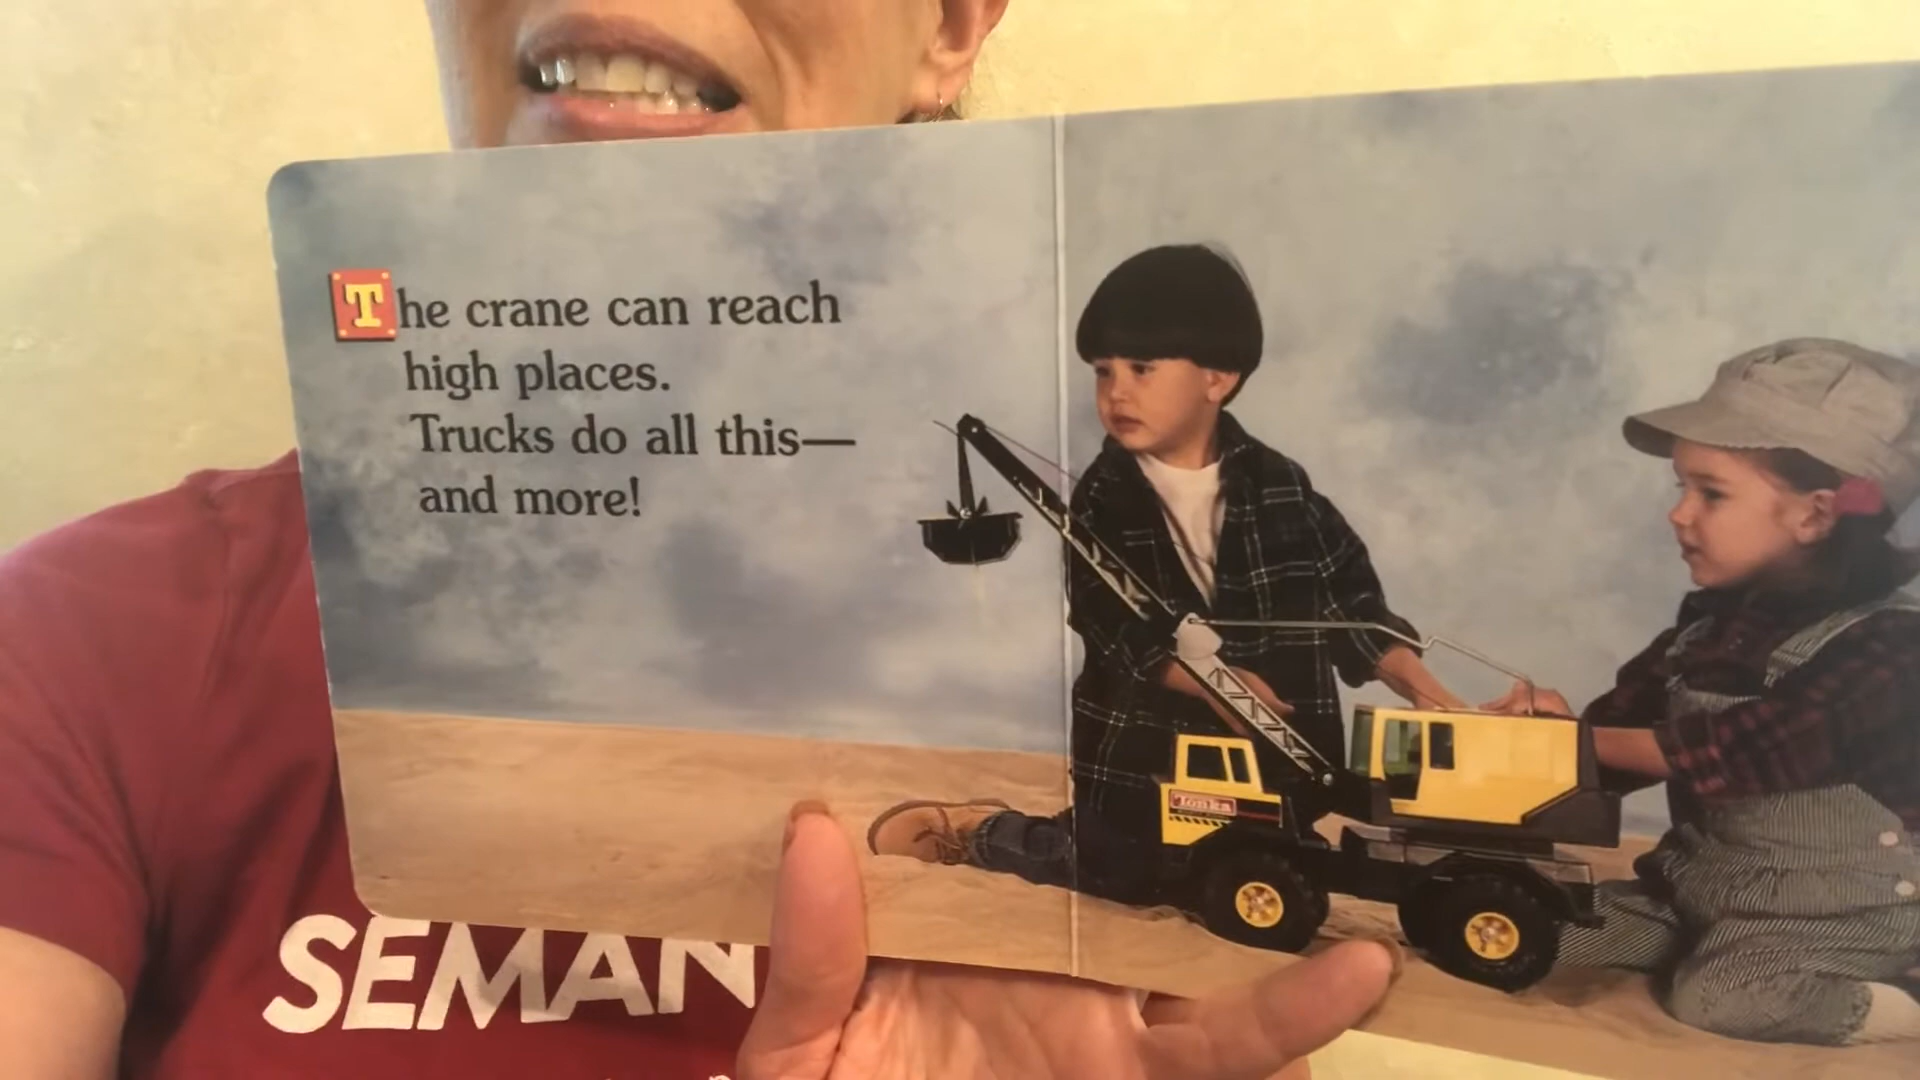 The crane can reach
high places.
Trucks do all this—
and more!
Tonka
SEMAN